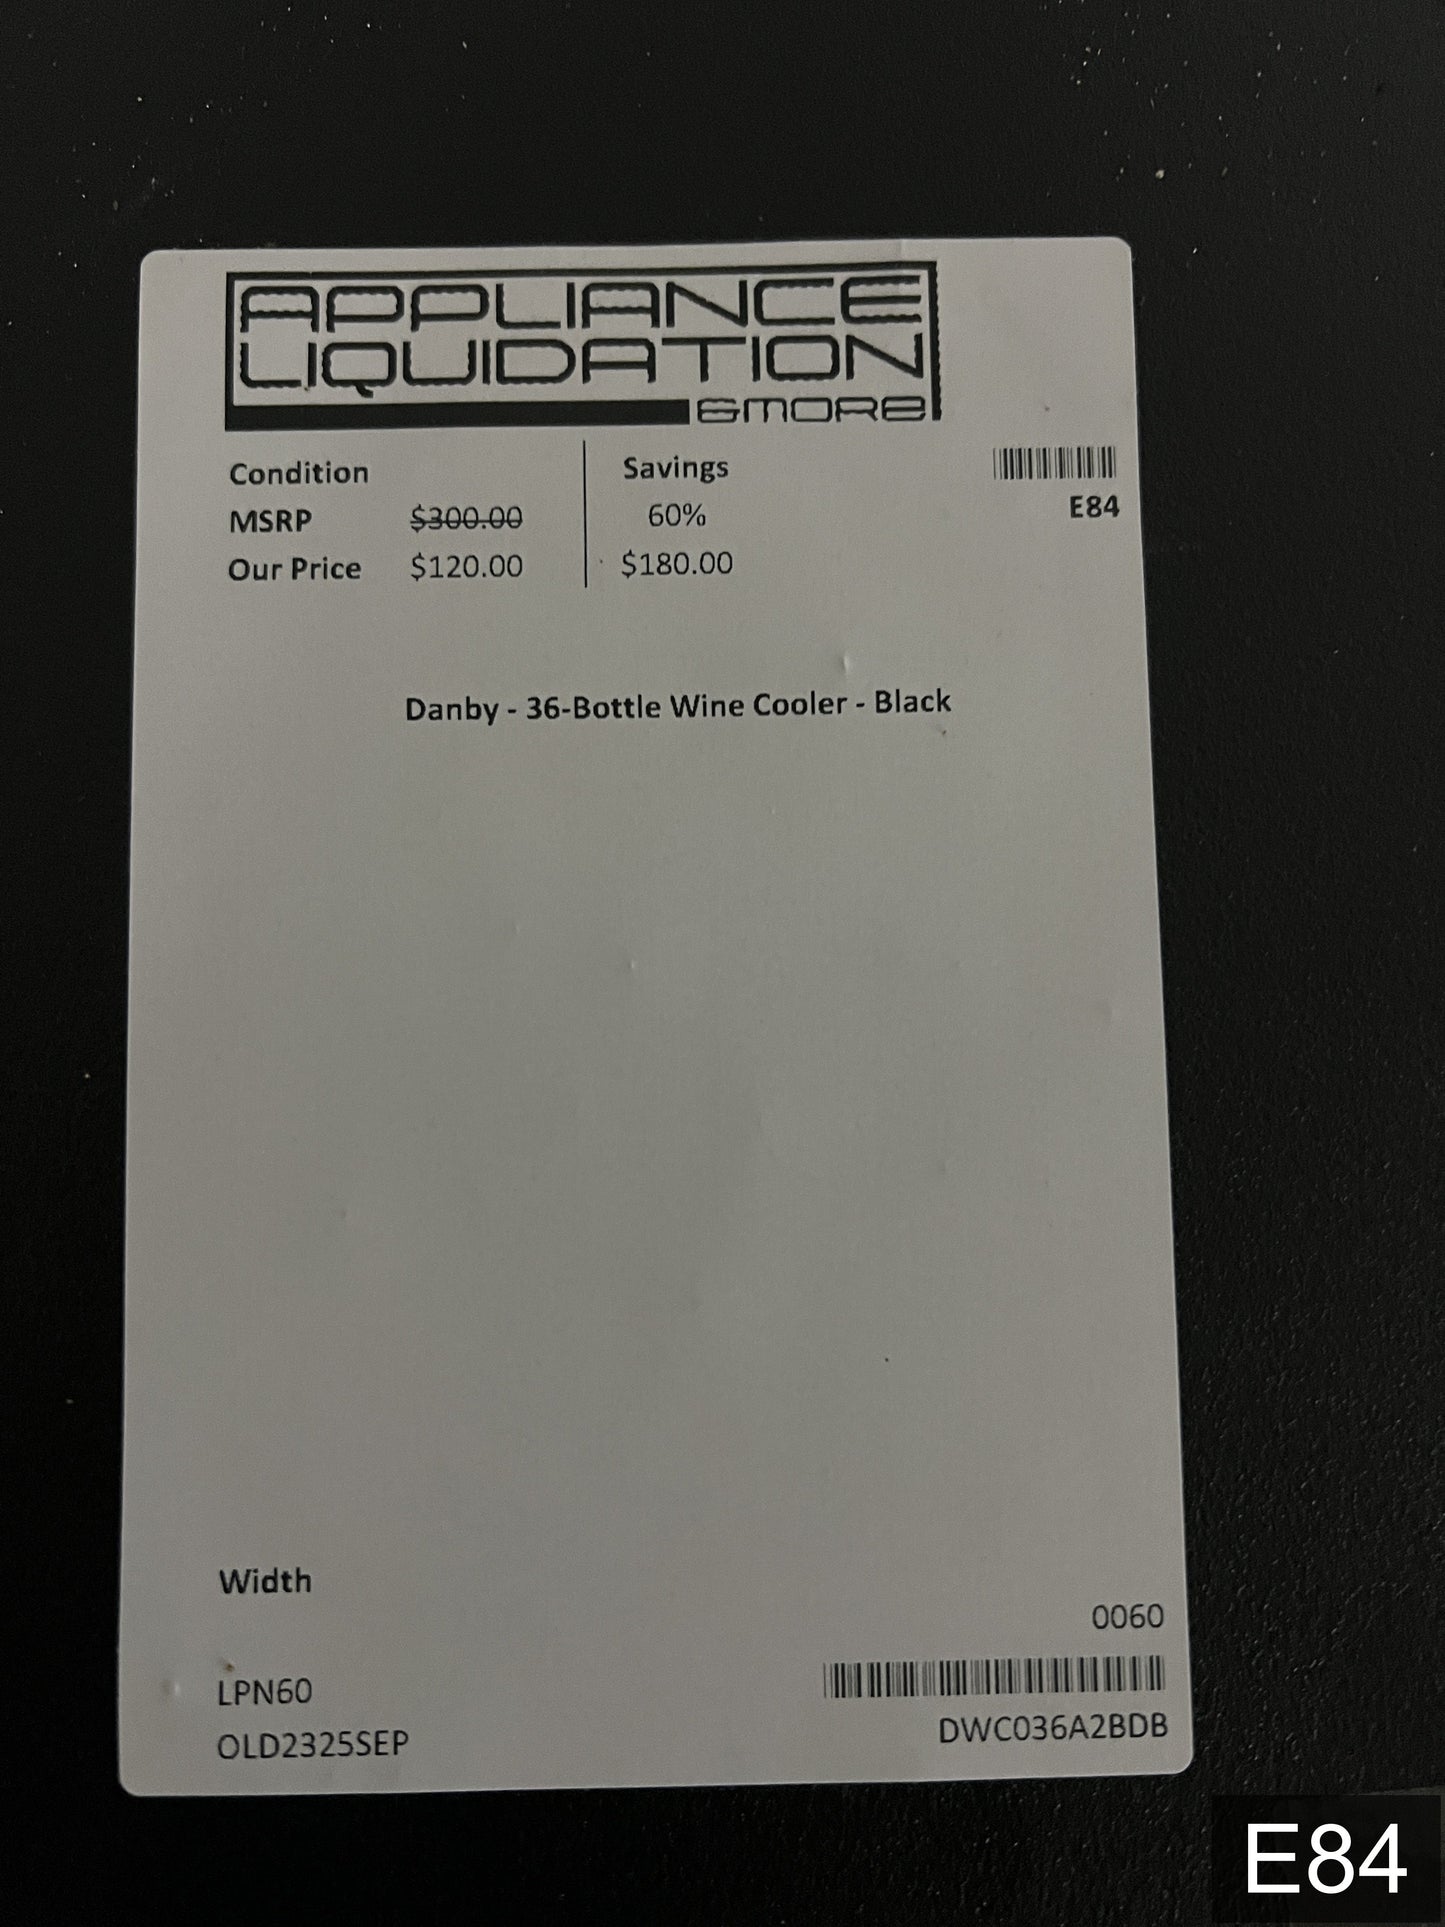 APPLIANCE
LIQUIDATION
&MORE
Condition
MSRP $300.00
Our Price $120.00
Savings
60%
$180.00
E84
Danby - 36-Bottle Wine Cooler - Black
Width
0060
LPN60
OLD2325SEP
DWC036A2BDB
E84